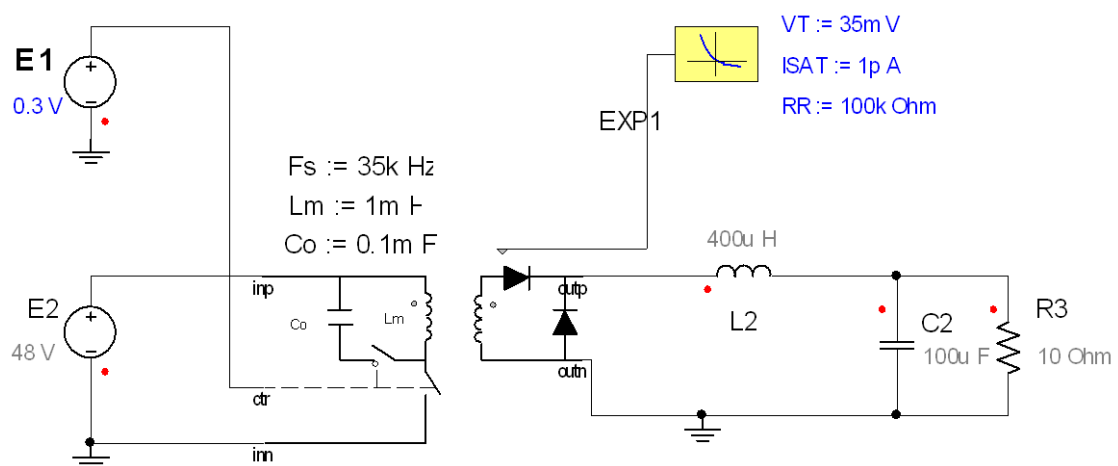 VT := 35m V
E1
ISAT := 1p A
0.3 V
RR := 100k Ohm
EXP1
Fs := 35k Hz
Lm := 1m H
Co := 0.1m F
400u H
inp
outp
E2
Co
Lm
L2
C2
R3
48 V
100u F
10 Ohm
outn
ctr
inn